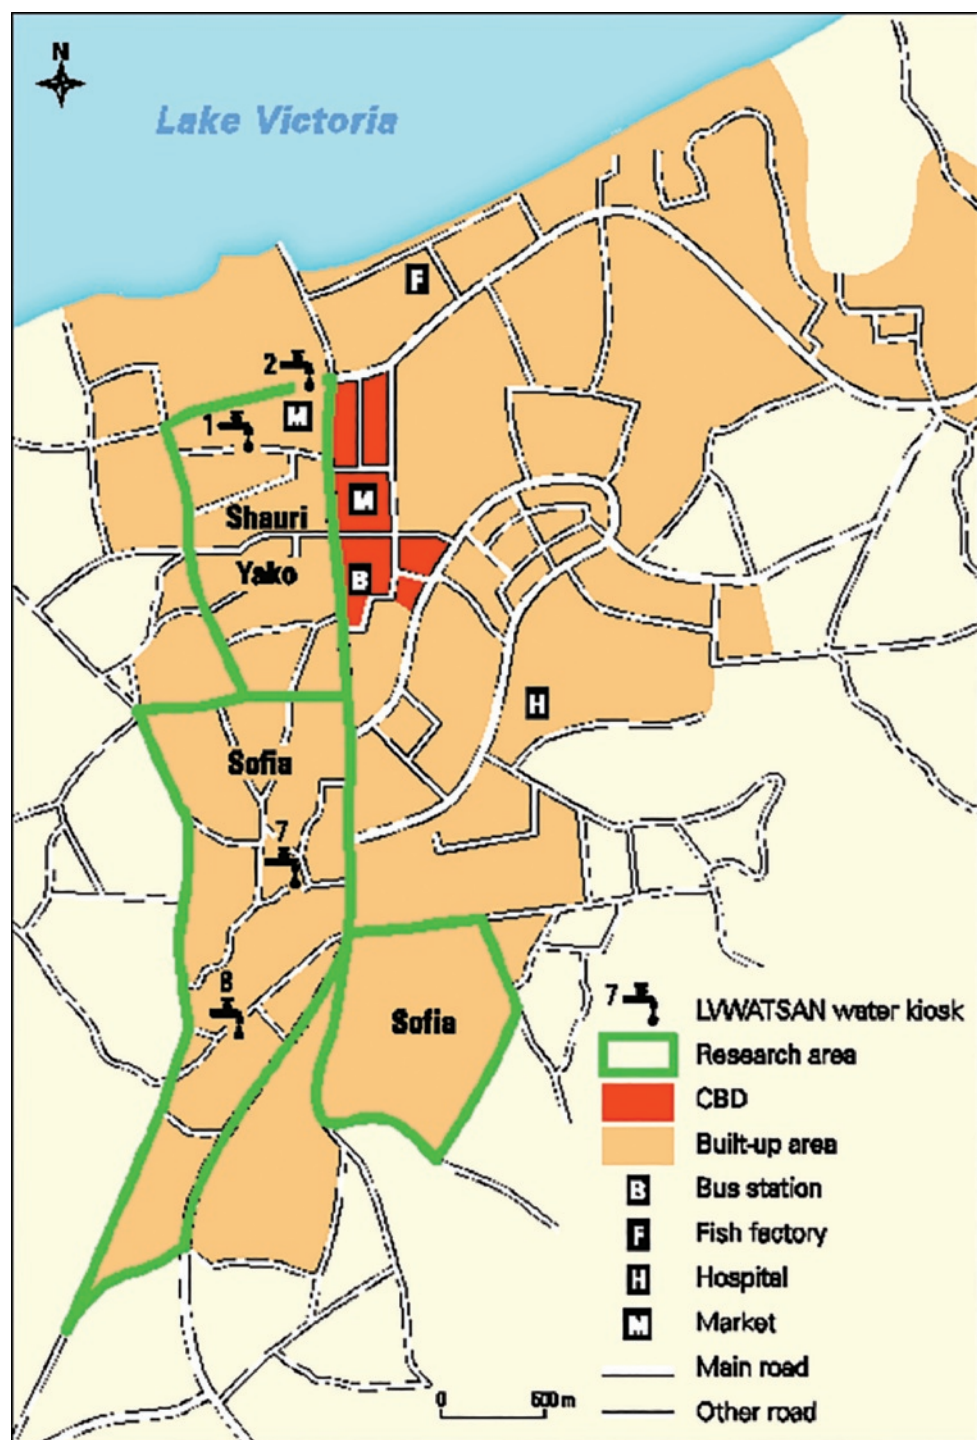 N
Lake Victoria
F
2
M
1
M
Shauri
Yako
B
H
Sofia
7
8
Sofia
7 LVWATSAN water kiosk
Research area
CBD
Built-up area
B Bus station
F Fish factory
H Hospital
M Market
Main road
0 500 m
Other road